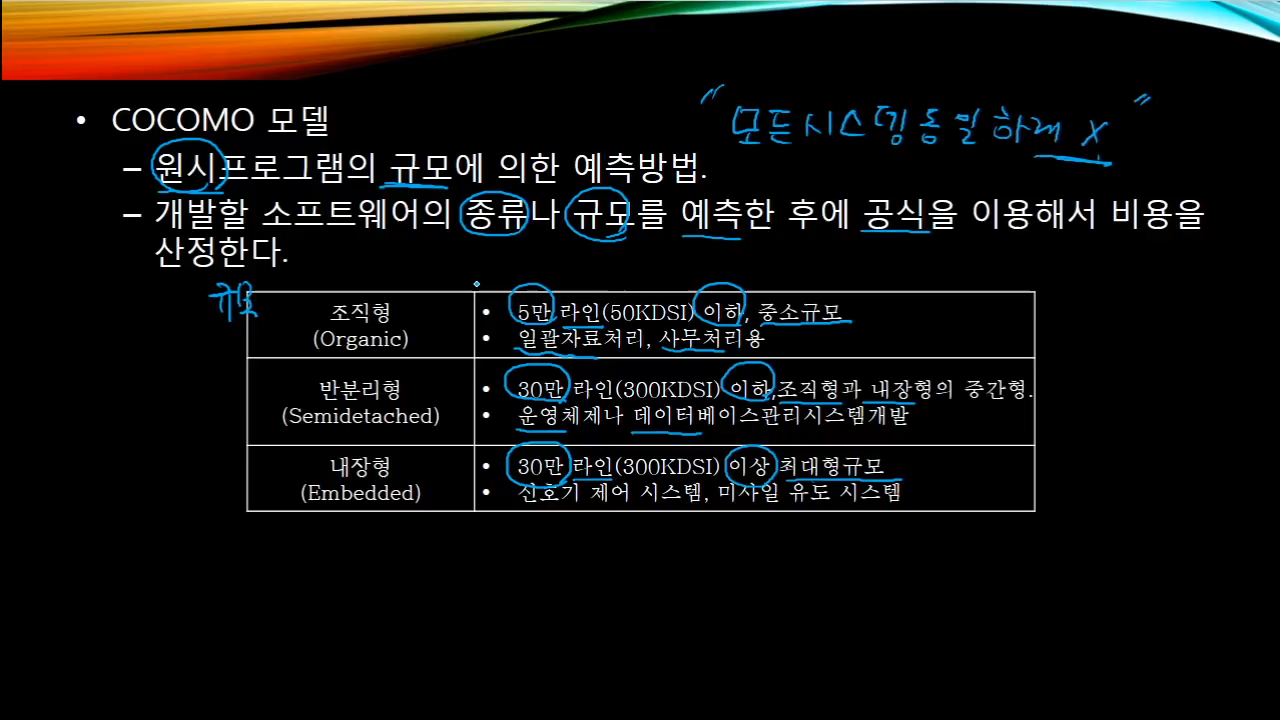 • COCOMO 모델
" 모든시스템동일하게 X "
– 원시프로그램의 규모에 의한 예측방법.
– 개발할 소프트웨어의 종류나 규모를 예측한 후에 공식을 이용해서 비용을
산정한다.
규모
조직형
(Organic)
• 5만 라인(50KDSI) 이하, 중소규모
• 일괄자료처리, 사무처리용
반분리형
(Semidetached)
• 30만 라인(300KDSI) 이하,조직형과 내장형의 중간형.
• 운영체제나 데이터베이스관리시스템개발
내장형
(Embedded)
• 30만 라인(300KDSI) 이상 최대형규모
• 신호기 제어 시스템, 미사일 유도 시스템